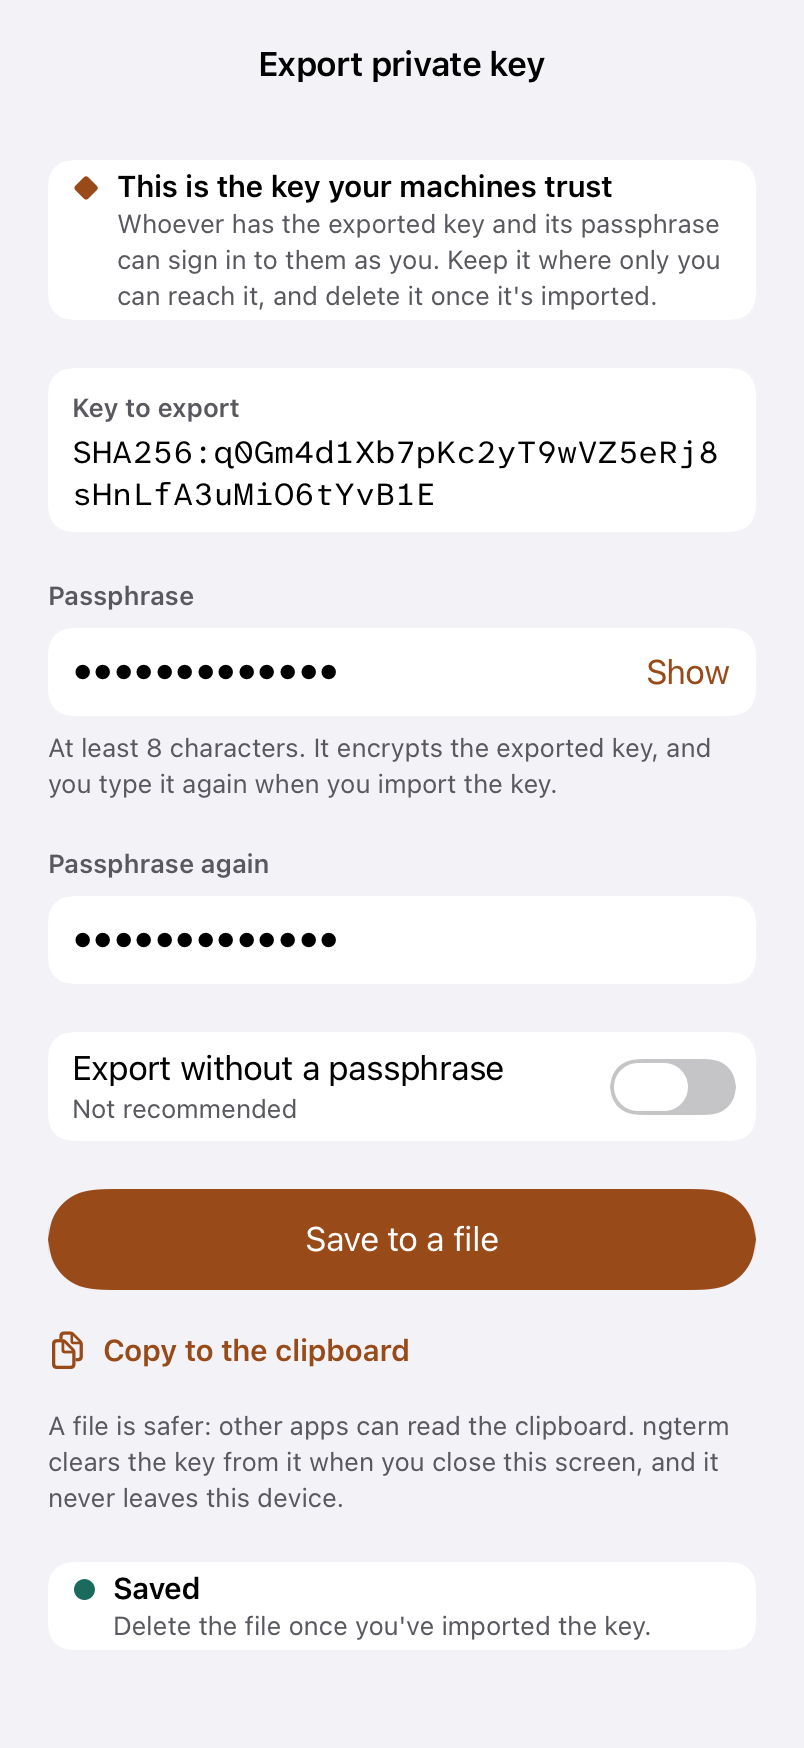 Export private key
This is the key your machines trust
Whoever has the exported key and its passphrase
can sign in to them as you. Keep it where only you
can reach it, and delete it once it's imported.
Key to export
SHA256:q0Gm4d1Xb7pKc2yT9wVZ5eRj8
sHnLfA3uMiO6tYvB1E
Passphrase
●●●●●●●●●●●●●
Show
At least 8 characters. It encrypts the exported key, and
you type it again when you import the key.
Passphrase again
●●●●●●●●●●●●●
Export without a passphrase
Not recommended
Save to a file
Copy to the clipboard
A file is safer: other apps can read the clipboard. ngterm
clears the key from it when you close this screen, and it
never leaves this device.
Saved
Delete the file once you've imported the key.